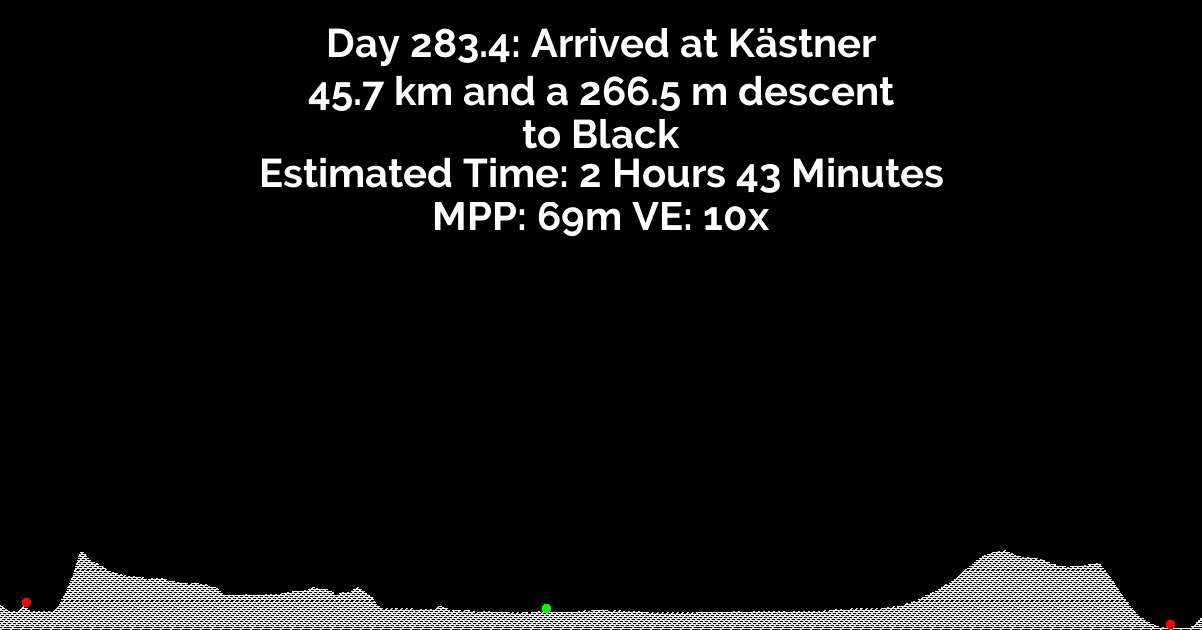 Day 283.4: Arrived at Kästner
45.7 km and a 266.5 m descent
to Black
Estimated Time: 2 Hours 43 Minutes
MPP: 69m VE: 10x